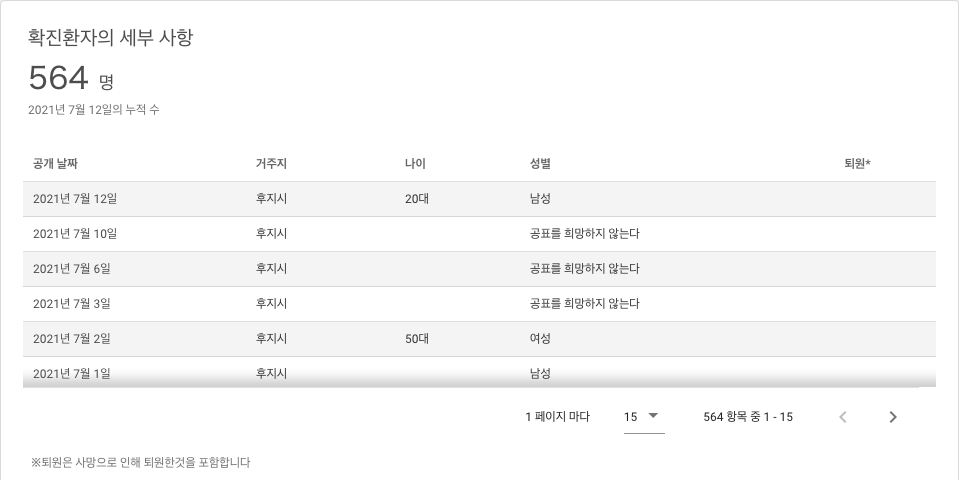 확진환자의 세부 사항
564 명
2021년 7월 12일의 누적 수
공개 날짜 거주지 나이 성별 퇴원*
2021년 7월 12일 후지시 20대 남성
2021년 7월 10일 후지시 공표를 희망하지 않는다
2021년 7월 6일 후지시 공표를 희망하지 않는다
2021년 7월 3일 후지시 공표를 희망하지 않는다
2021년 7월 2일 후지시 50대 여성
2021년 7월 1일 후지시 남성
1 페이지 마다 15 564 항목 중 1 - 15
※퇴원은 사망으로 인해 퇴원한것을 포함합니다